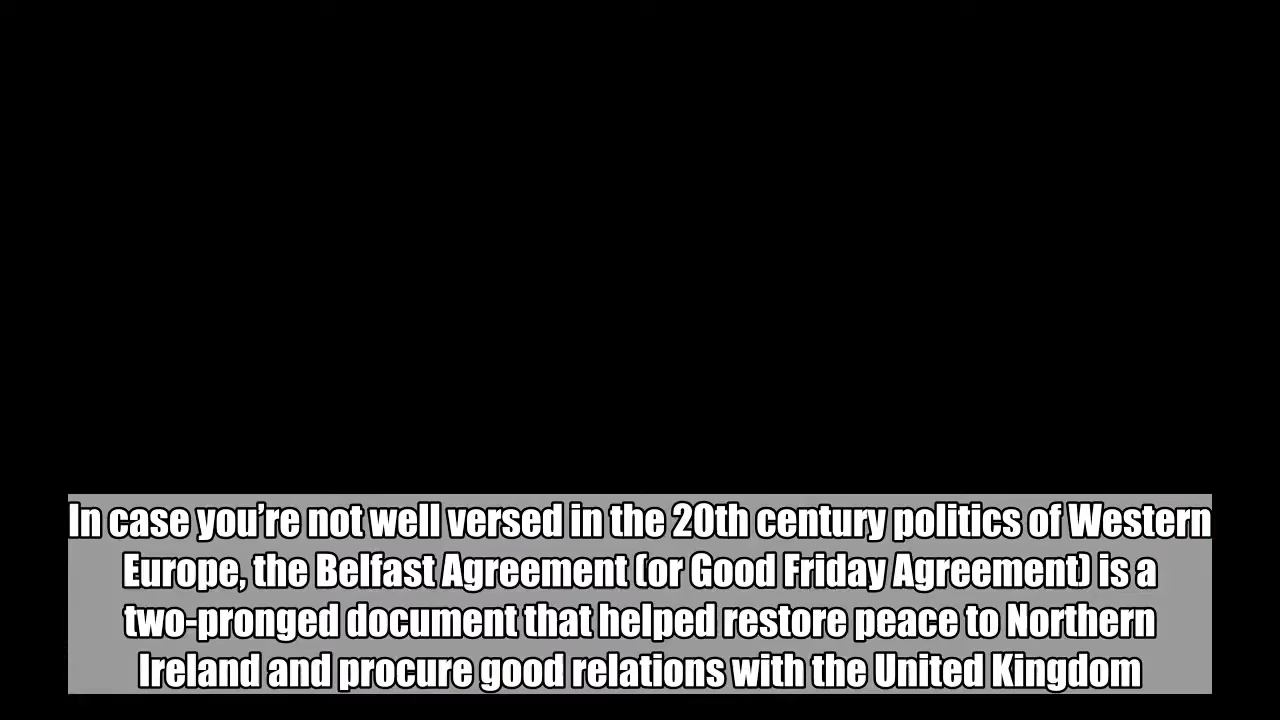 In case you’re not well versed in the 20th century politics of Western
Europe, the Belfast Agreement (or Good Friday Agreement) is a
two-pronged document that helped restore peace to Northern
Ireland and procure good relations with the United Kingdom